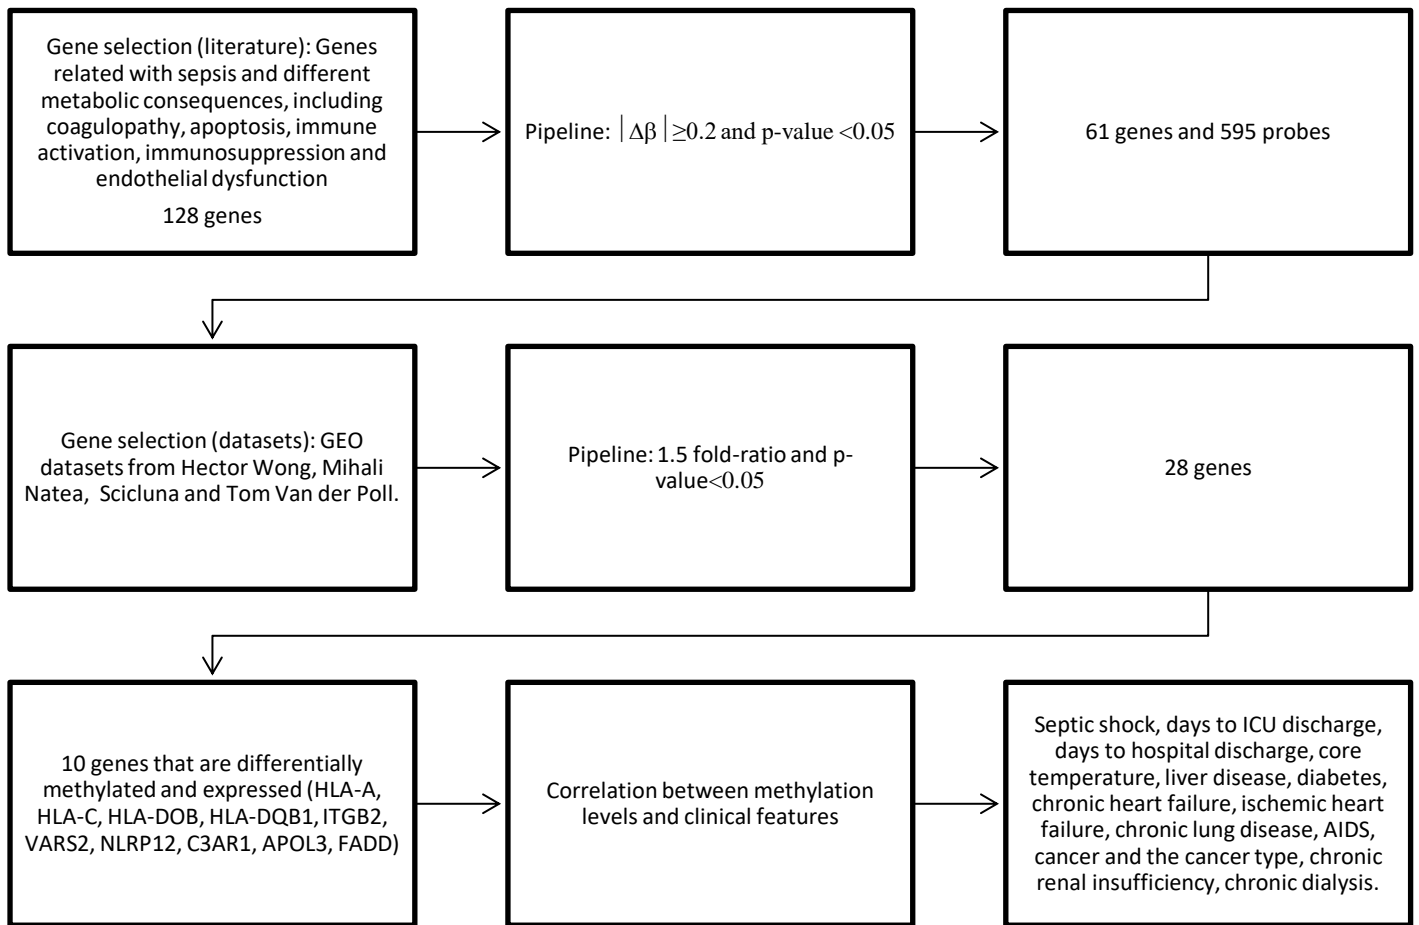 Gene selection (literature): Genes
related with sepsis and different
metabolic consequences, including
coagulopathy, apoptosis, immune
activation, immunosuppression and
endothelial dysfunction
128 genes
Pipeline: |Δβ|≥0.2 and p-value <0.05
61 genes and 595 probes
Gene selection (datasets): GEO
datasets from Hector Wong, Mihali
Natea, Scicluna and Tom Van der Poll.
Pipeline: 1.5 fold-ratio and p-
value<0.05
28 genes
10 genes that are differentially
methylated and expressed (HLA-A,
HLA-C, HLA-DOB, HLA-DQB1, ITGB2,
VARS2, NLRP12, C3AR1, APOL3, FADD)
Correlation between methylation
levels and clinical features
Septic shock, days to ICU discharge,
days to hospital discharge, core
temperature, liver disease, diabetes,
chronic heart failure, ischemic heart
failure, chronic lung disease, AIDS,
cancer and the cancer type, chronic
renal insufficiency, chronic dialysis.